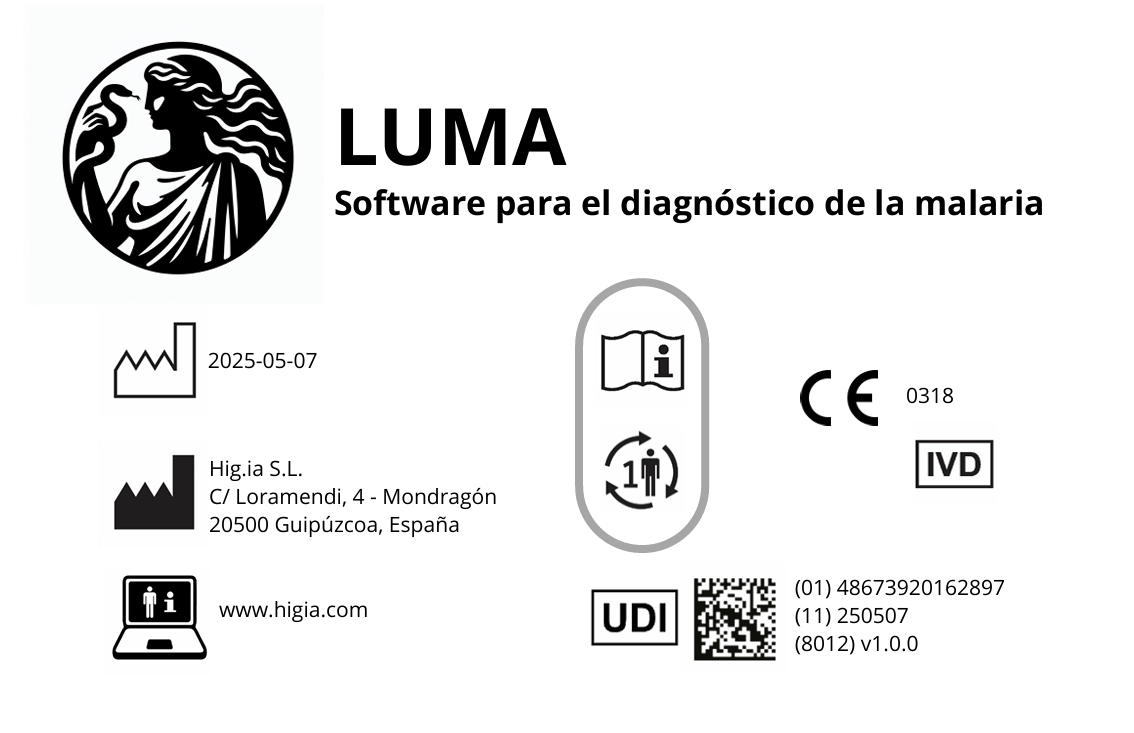 LUMA
Software para el diagnóstico de la malaria
2025-05-07
i
0318
1
IVD
Hig.ia S.L.
C/ Loramendi, 4 - Mondragón
20500 Guipúzcoa, España
i
www.higia.com
UDI
(01) 48673920162897
(11) 250507
(8012) v1.0.0
CE